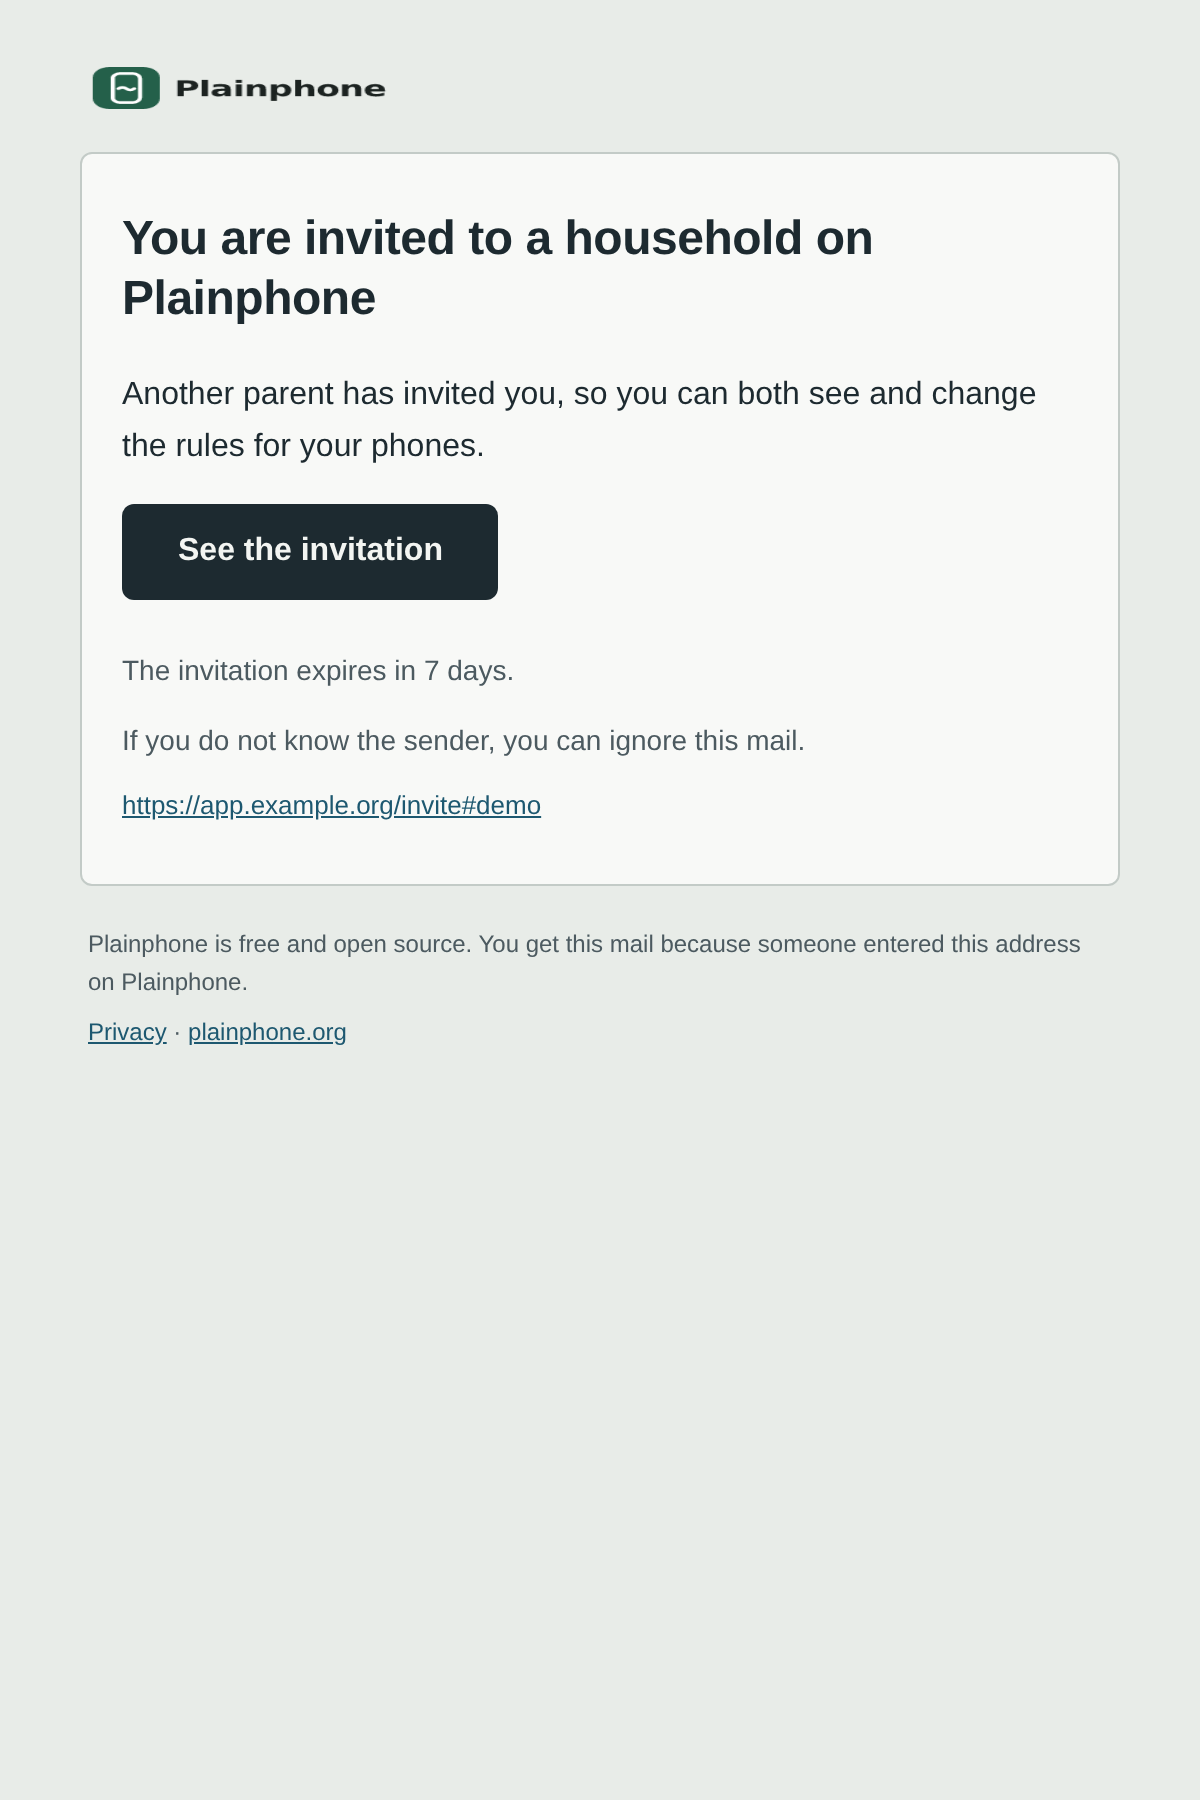 Plainphone
You are invited to a household on
Plainphone
Another parent has invited you, so you can both see and change
the rules for your phones.
See the invitation
The invitation expires in 7 days.
If you do not know the sender, you can ignore this mail.
https://app.example.org/invite#demo
Plainphone is free and open source. You get this mail because someone entered this address
on Plainphone.
Privacy · plainphone.org